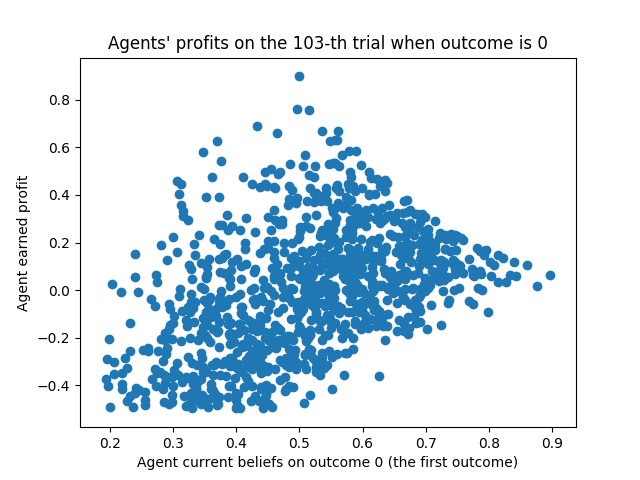 Agents' profits on the 103-th trial when outcome is 0
Agent earned profit
0.8
0.6
0.4
0.2
0.0
−0.2
−0.4
0.2 0.3 0.4 0.5 0.6 0.7 0.8 0.9
Agent current beliefs on outcome 0 (the first outcome)